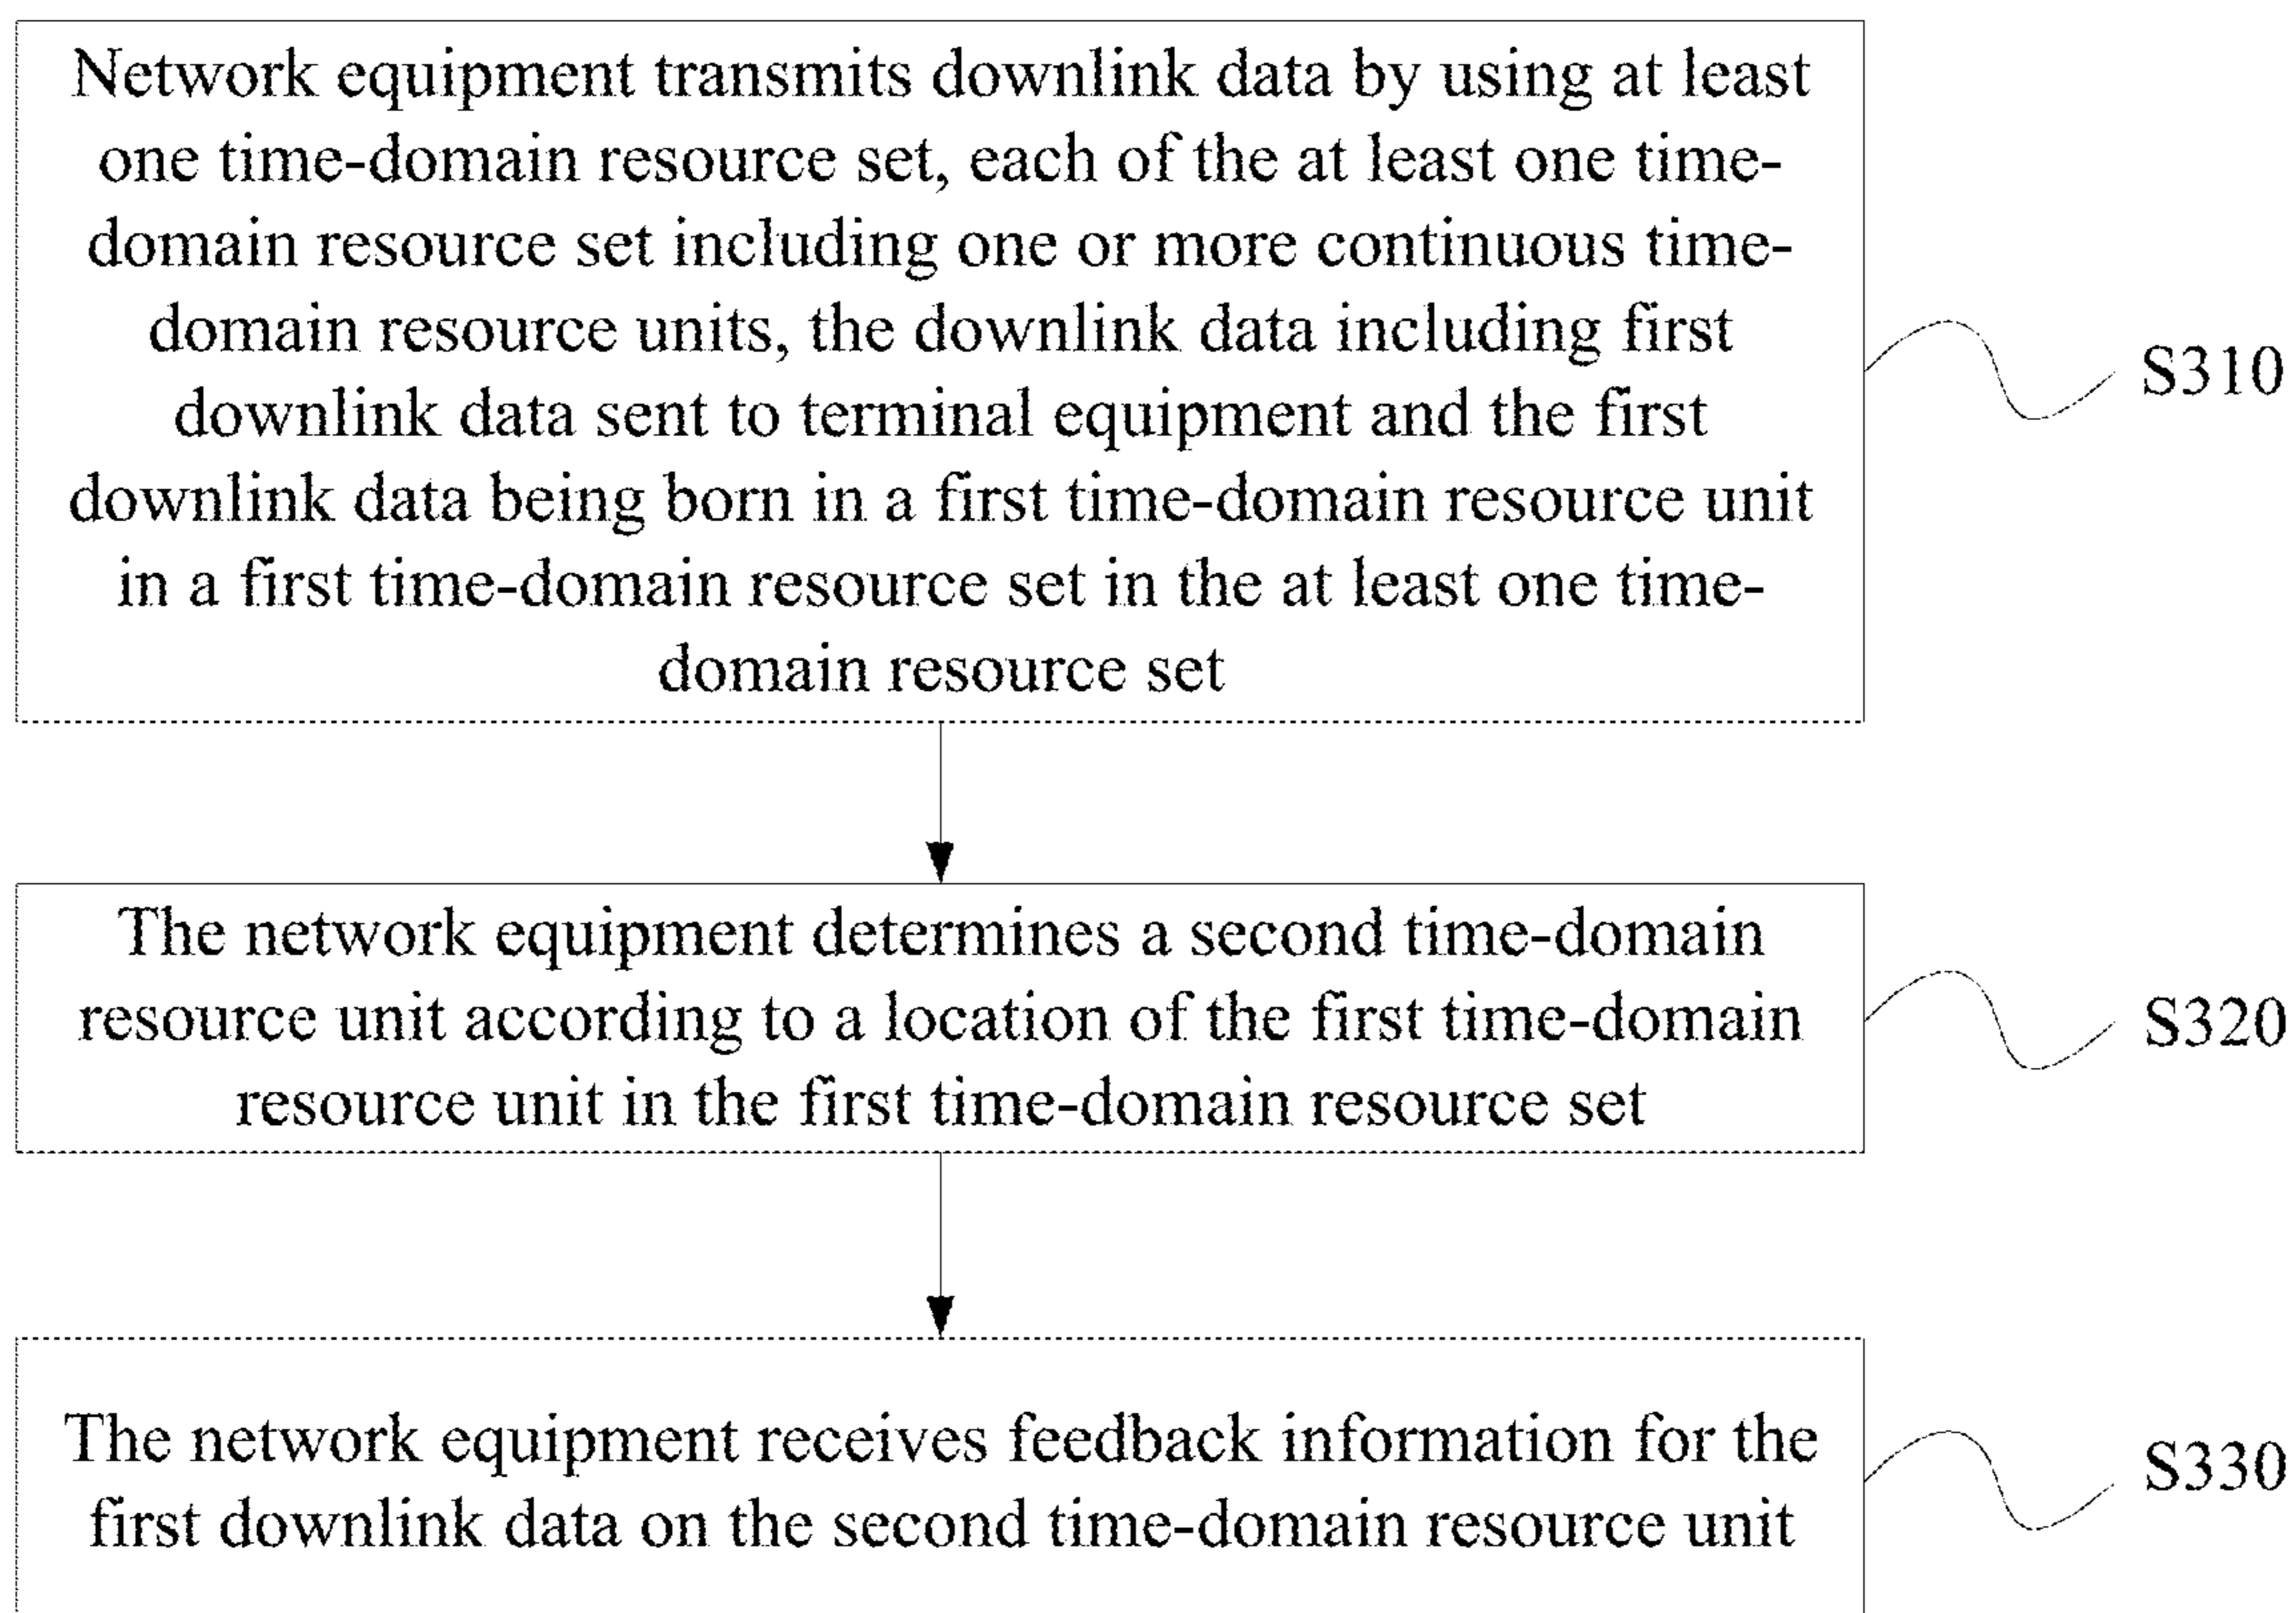 Network equipment transmits downlink data by using at least
one time-domain resource set, each of the at least one time-
domain resource set including one or more continuous time-
domain resource units, the downlink data including first
downlink data sent to terminal equipment and the first
downlink data being born in a first time-domain resource unit
in a first time-domain resource set in the at least one time-
domain resource set
S310
The network equipment determines a second time-domain
resource unit according to a location of the first time-domain
resource unit in the first time-domain resource set
S320
The network equipment receives feedback information for the
first downlink data on the second time-domain resource unit
S330